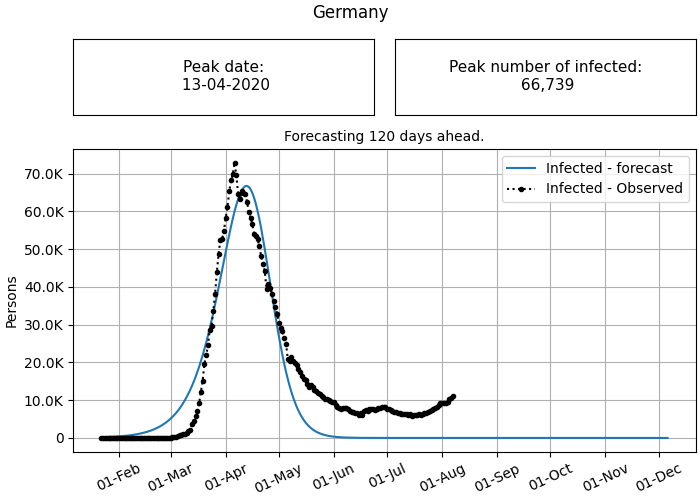 Germany
Peak date:
13-04-2020
Peak number of infected:
66,739
Forecasting 120 days ahead.
Infected - forecast
Infected - Observed
Persons
70.0K
60.0K
50.0K
40.0K
30.0K
20.0K
10.0K
0
01-Feb
01-Mar
01-Apr
01-May
01-Jun
01-Jul
01-Aug
01-Sep
01-Oct
01-Nov
01-Dec